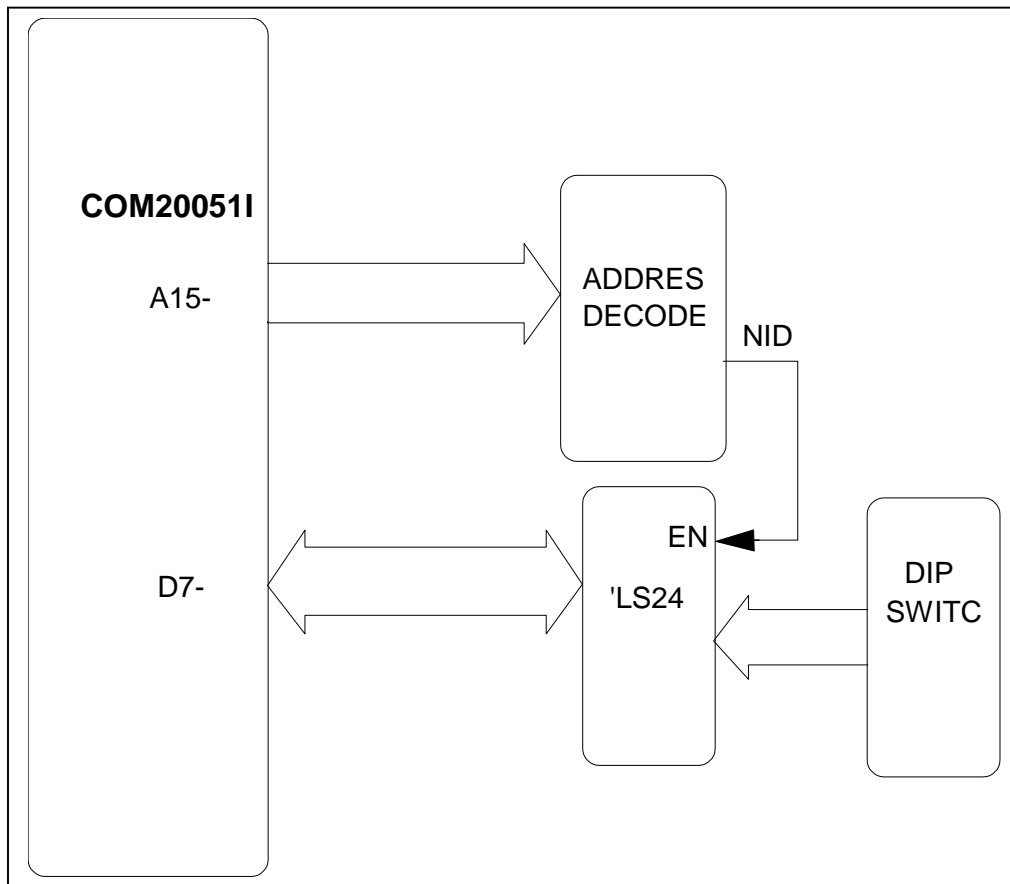 COM20051I
A15-
ADDRES
DECODE
NID
EN
D7-
'LS24
DIP
SWITC